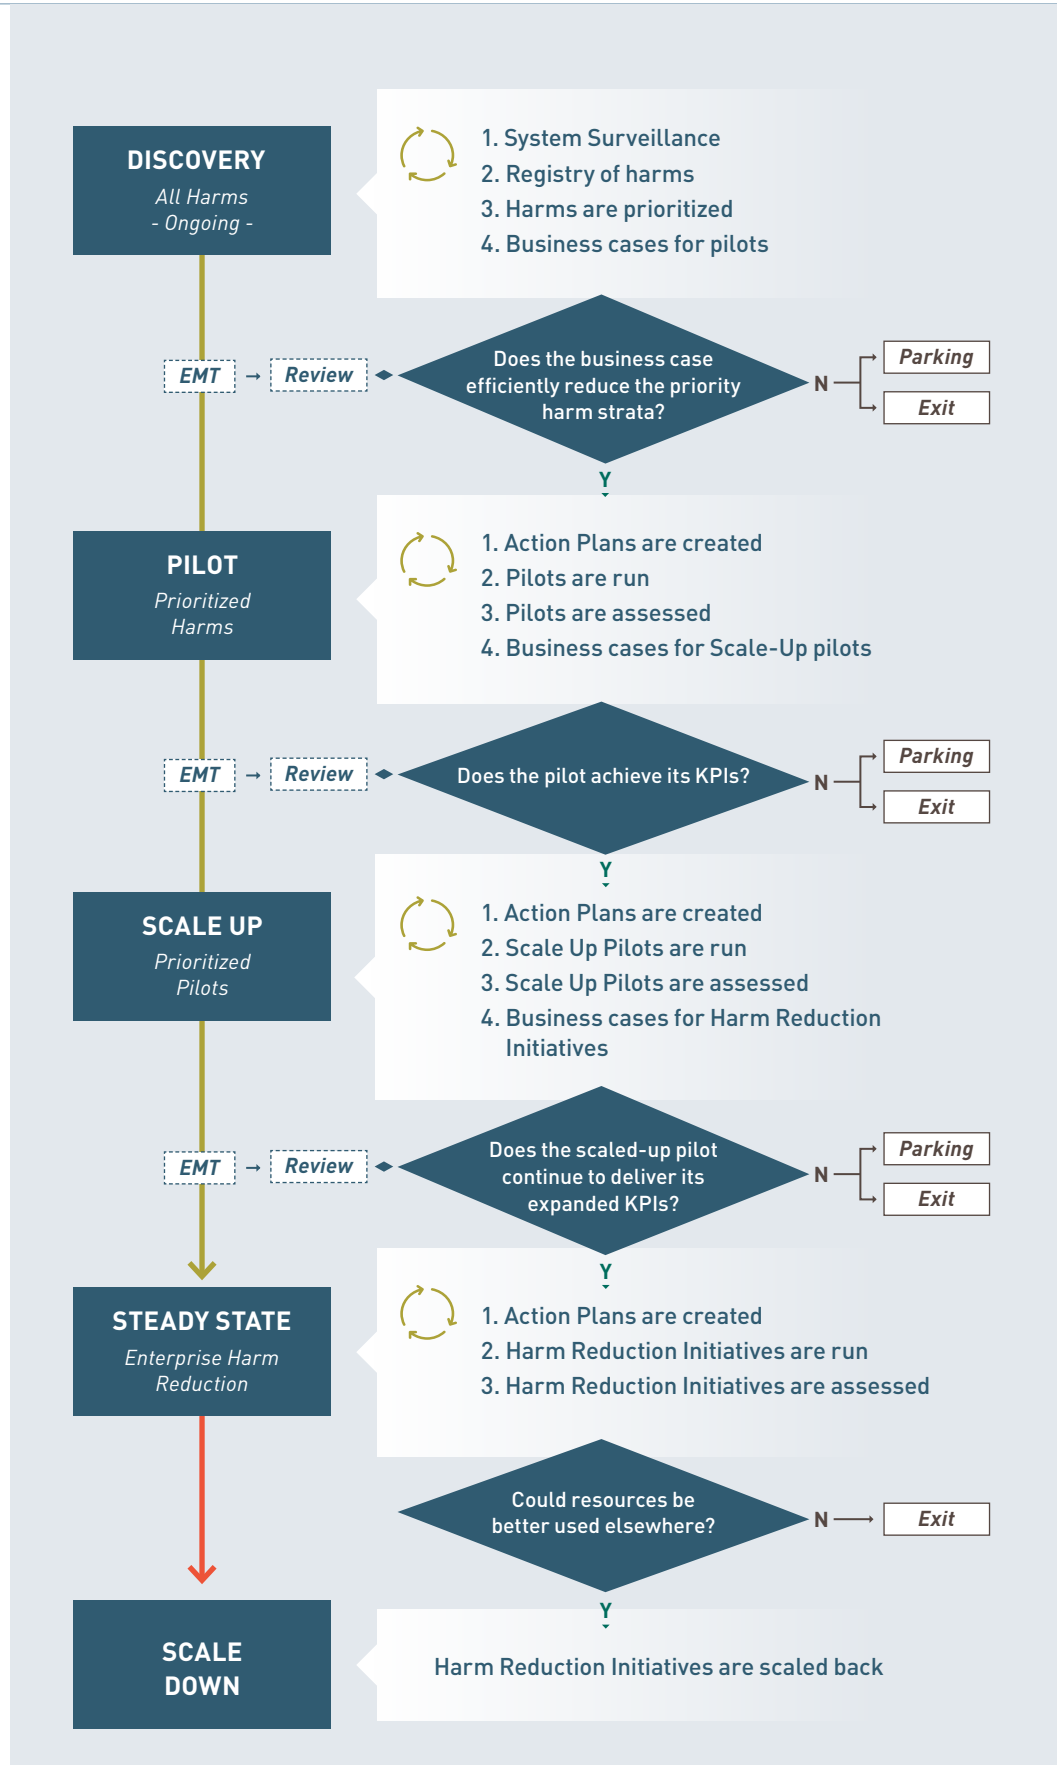 DISCOVERY
All Harms
- Ongoing -
1. System Surveillance
2. Registry of harms
3. Harms are prioritized
4. Business cases for pilots
EMT
Review
Does the business case
efficiently reduce the priority
harm strata?
N
Parking
Exit
Y
PILOT
Prioritized
Harms
1. Action Plans are created
2. Pilots are run
3. Pilots are assessed
4. Business cases for Scale-Up pilots
EMT
Review
Does the pilot achieve its KPIs?
N
Parking
Exit
Y
SCALE UP
Prioritized
Pilots
1. Action Plans are created
2. Scale Up Pilots are run
3. Scale Up Pilots are assessed
4. Business cases for Harm Reduction
Initiatives
EMT
Review
Does the scaled-up pilot
continue to deliver its
expanded KPIs?
N
Parking
Exit
Y
STEADY STATE
Enterprise Harm
Reduction
1. Action Plans are created
2. Harm Reduction Initiatives are run
3. Harm Reduction Initiatives are assessed
Could resources be
better used elsewhere?
N
Exit
Y
SCALE
DOWN
Harm Reduction Initiatives are scaled back